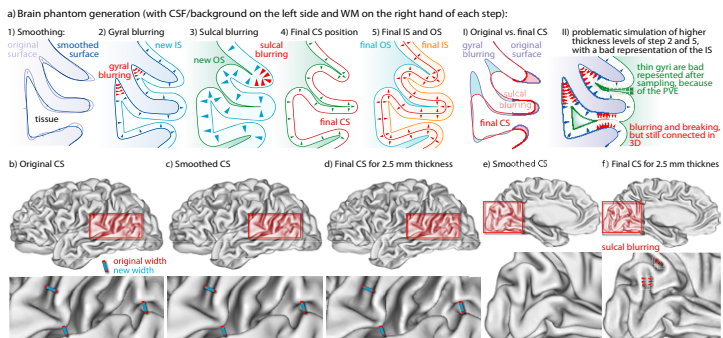 a) Brain phantom generation (with CSF/background on the left side and WM on the right hand of each step):
1) Smoothing:
original surface
smoothed surface
tissue
2) Gyral blurring
new IS
gyral blurring
3) Sulcal blurring
new OS
sulcal blurring
4) Final CS position
final CS
5) Final IS and OS
final OS
final IS
I) Original vs. final CS
gyral blurring
original surface
sulcal blurring
final CS
II) problematic simulation of higher
thickness levels of step 2 and 5,
with a bad representation of the IS
thin gyri are bad
repesented after
sampling, because
of the PVE
blurring and breaking,
but still connected in
3D
b) Original CS
c) Smoothed CS
d) Final CS for 2.5 mm thickness
e) Smoothed CS
f) Final CS for 2.5 mm thicknes
original width
new width
sulcal blurring